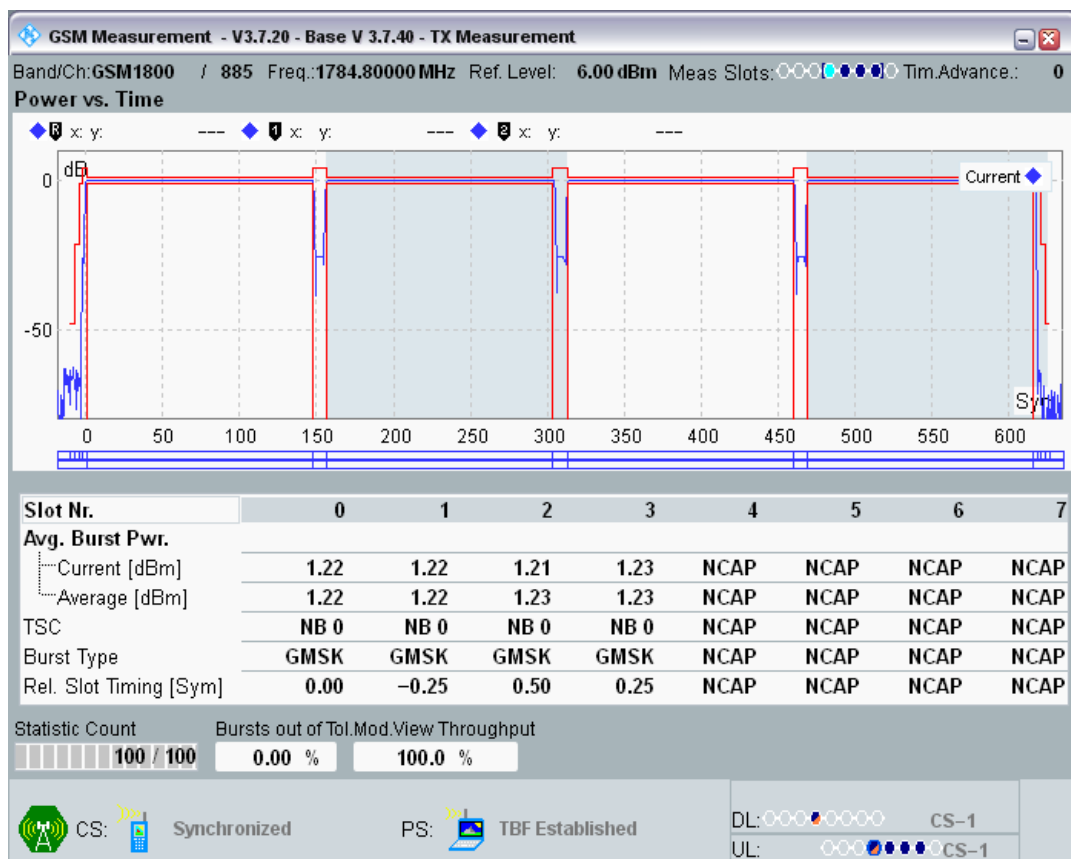 GSM Measurement - V3.7.20 - Base V 3.7.40 - TX Measurement
Band/Ch:GSM1800 / 885 Freq.:1784.80000 MHz Ref. Level: 6.00 dBm Meas Slots: Tim.Advance.: 0
Power vs. Time
R x: y: --- 1 x: y: --- 2 x: y: ---
dB
Current
0
-50
Sym
0 50 100 150 200 250 300 350 400 450 500 550 600
Slot Nr. 0 1 2 3 4 5 6 7
Avg. Burst Pwr.
Current [dBm] 1.22 1.22 1.21 1.23 NCAP NCAP NCAP NCAP
Average [dBm] 1.22 1.22 1.23 1.23 NCAP NCAP NCAP NCAP
TSC NB 0 NB 0 NB 0 NB 0 NCAP NCAP NCAP NCAP
Burst Type GMSK GMSK GMSK GMSK NCAP NCAP NCAP NCAP
Rel. Slot Timing [Sym] 0.00 −0.25 0.50 0.25 NCAP NCAP NCAP NCAP
Statistic Count Bursts out of Tol. Mod.View Throughput
100 / 100 0.00 % 100.0 %
CS: Synchronized PS: TBF Established DL: CS−1
UL: CS−1